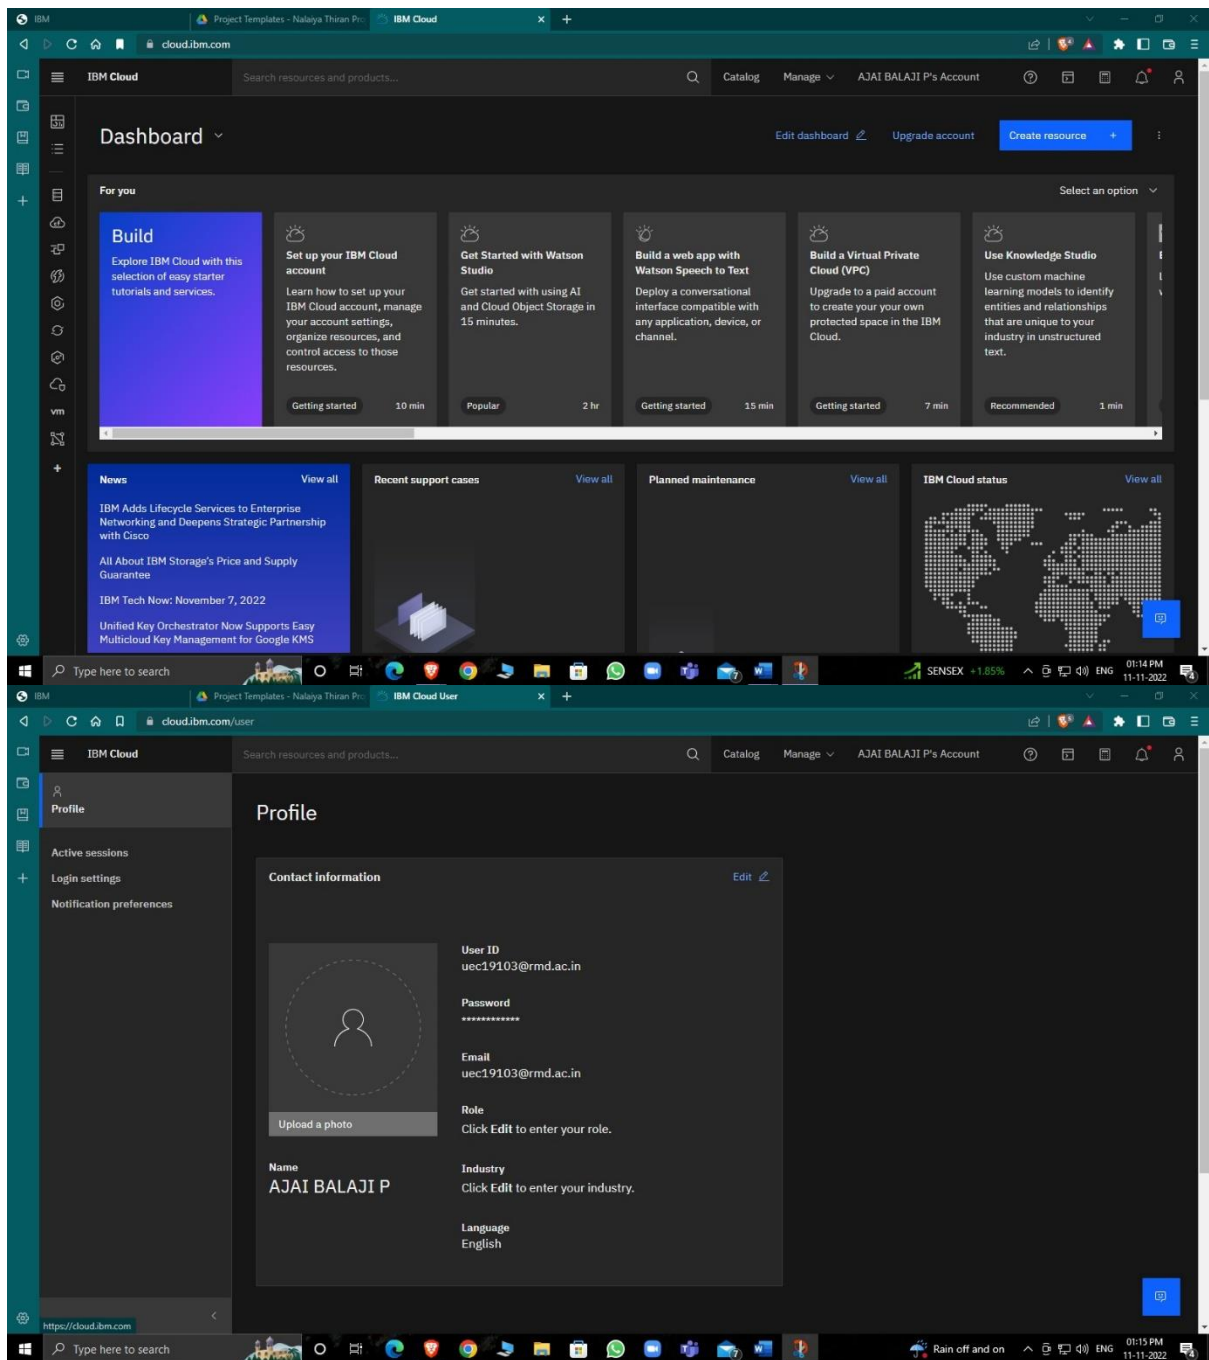 IBM
Project Templates - Nalaiya Thiran Pro
IBM Cloud
cloud.ibm.com
IBM Cloud
Search resources and products...
Catalog
Manage
AJAI BALAJI P's Account
Dashboard
Edit dashboard
Upgrade account
Create resource +
For you
Select an option
Build
Explore IBM Cloud with this
selection of easy starter
tutorials and services.
Set up your IBM Cloud
account
Learn how to set up your
IBM Cloud account, manage
your account settings,
organize resources, and
control access to those
resources.
Getting started
10 min
Get Started with Watson
Studio
Get started with using AI
and Cloud Object Storage in
15 minutes.
Popular
2 hr
Build a web app with
Watson Speech to Text
Deploy a conversational
interface compatible with
any application, device, or
channel.
Getting started
15 min
Build a Virtual Private
Cloud (VPC)
Upgrade to a paid account
to create your your own
protected space in the IBM
Cloud.
Getting started
7 min
Use Knowledge Studio
Use custom machine
learning models to identify
entities and relationships
that are unique to your
industry in unstructured
text.
Recommended
1 min
vm
News
View all
IBM Adds Lifecycle Services to Enterprise
Networking and Deepens Strategic Partnership
with Cisco
All About IBM Storage's Price and Supply
Guarantee
IBM Tech Now: November 7, 2022
Unified Key Orchestrator Now Supports Easy
Multicloud Key Management for Google KMS
Recent support cases
View all
Planned maintenance
View all
IBM Cloud status
View all
Type here to search
SENSEX +1.85%
ENG
01:14 PM
11-11-2022
IBM
Project Templates - Nalaiya Thiran Pro
IBM Cloud User
cloud.ibm.com/user
IBM Cloud
Search resources and products...
Catalog
Manage
AJAI BALAJI P's Account
Profile
Active sessions
Login settings
Notification preferences
Profile
Contact information
Edit
Upload a photo
Name
AJAI BALAJI P
User ID
uec19103@rmd.ac.in
Password
************
Email
uec19103@rmd.ac.in
Role
Click Edit to enter your role.
Industry
Click Edit to enter your industry.
Language
English
https://cloud.ibm.com
Type here to search
Rain off and on
ENG
01:15 PM
11-11-2022